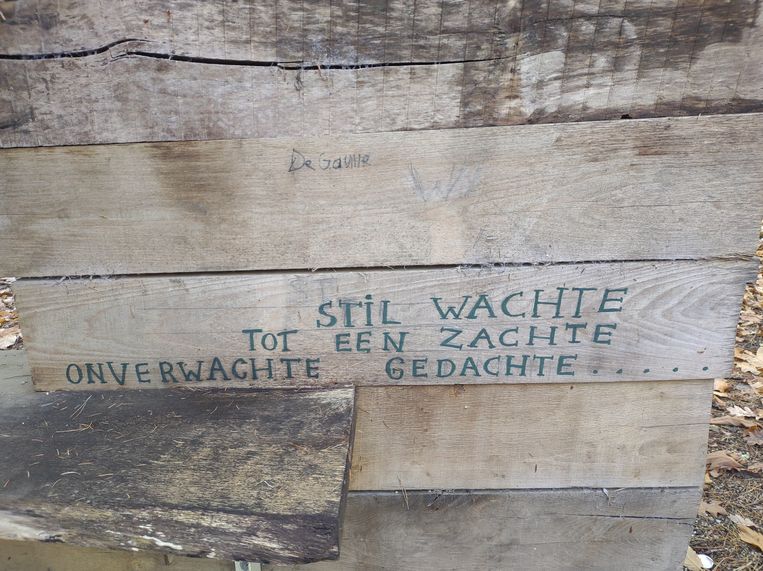 De Gaulle
STiL WACHTE
TOT EEN ZACHTE
ONVERWACHTE GEDACHTE......